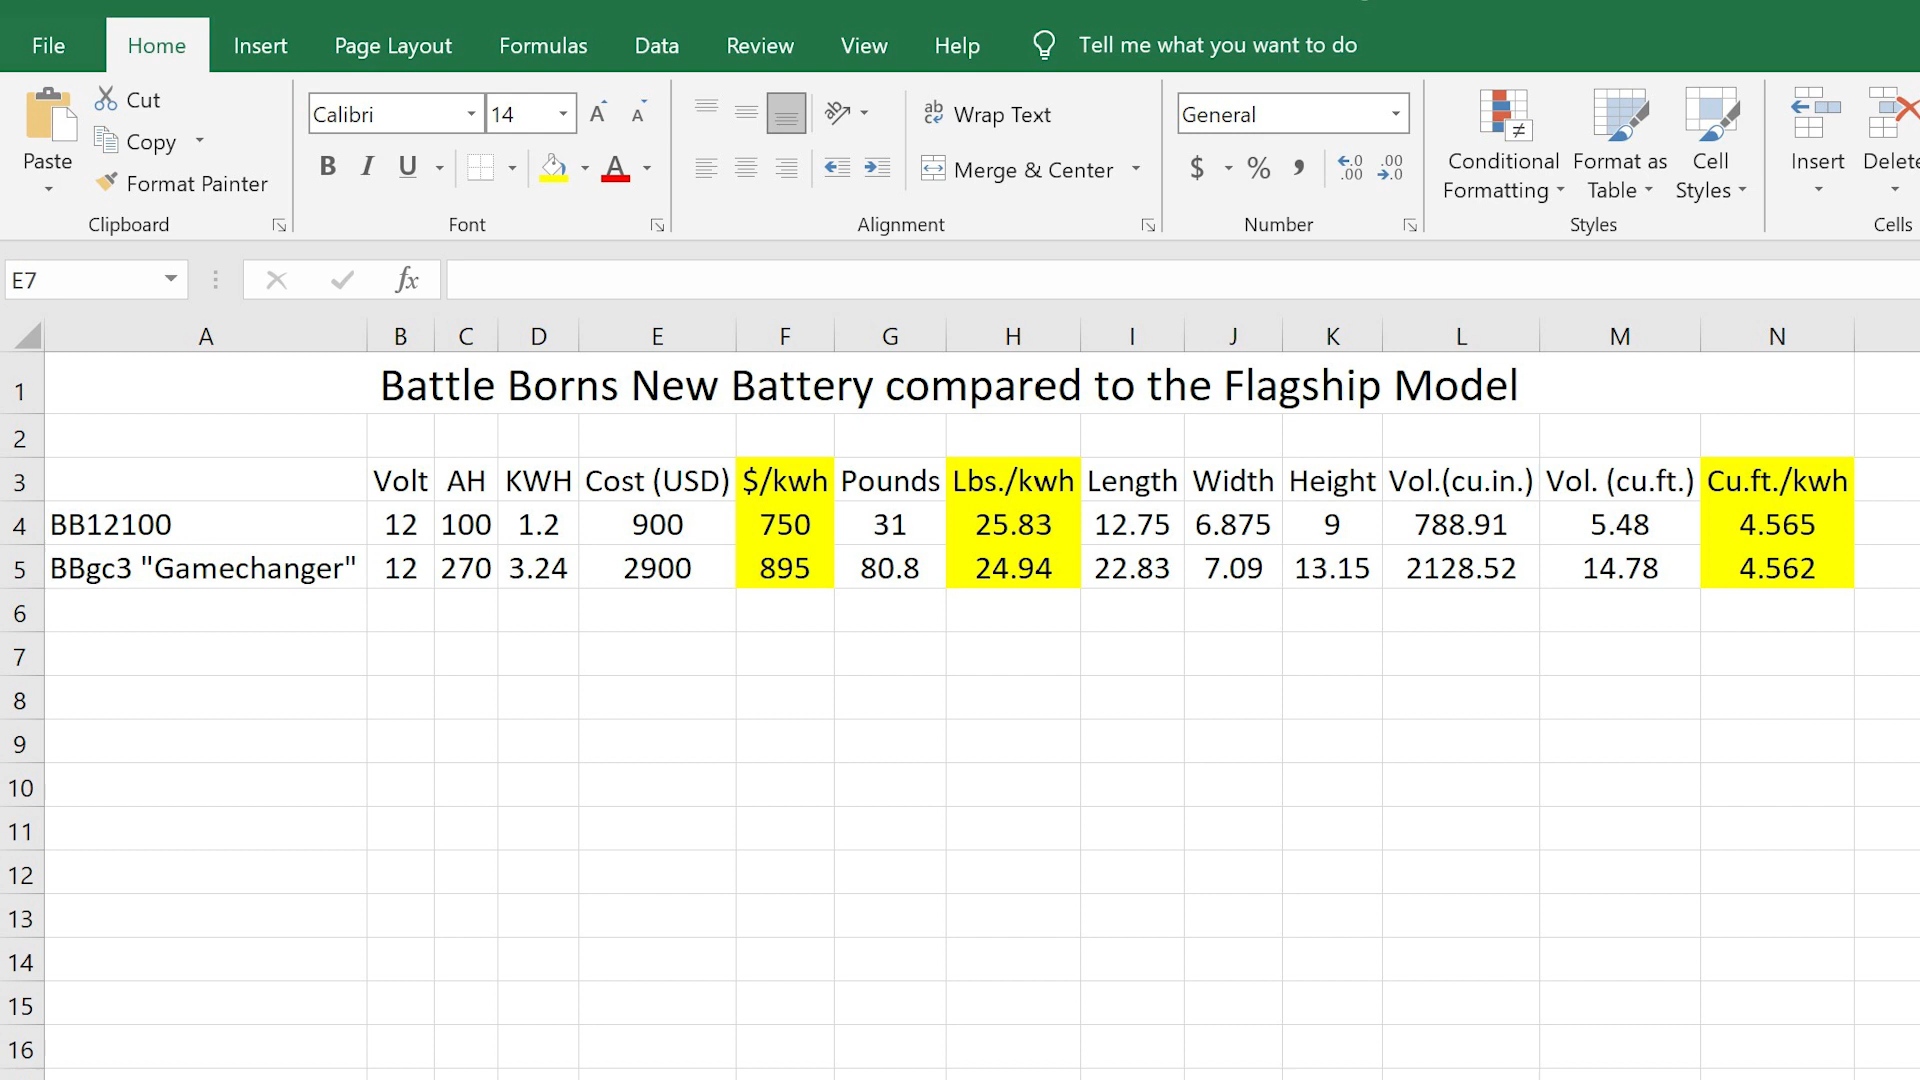 File Home Insert Page Layout Formulas Data Review View Help Tell me what you want to do
Paste Cut Copy Format Painter Clipboard
Calibri 14 A A B I U A Font
ab Wrap Text Merge & Center Alignment
General $ % , .0 .00 .00 .0 Number
Conditional Formatting Format as Table Cell Styles Styles
Insert Delete Cells
E7 fx
A B C D E F G H I J K L M N
1 Battle Borns New Battery compared to the Flagship Model
2
3 Volt AH KWH Cost (USD) $/kwh Pounds Lbs./kwh Length Width Height Vol.(cu.in.) Vol. (cu.ft.) Cu.ft./kwh
4 BB12100 12 100 1.2 900 750 31 25.83 12.75 6.875 9 788.91 5.48 4.565
5 BBgc3 "Gamechanger" 12 270 3.24 2900 895 80.8 24.94 22.83 7.09 13.15 2128.52 14.78 4.562
6
7
8
9
10
11
12
13
14
15
16